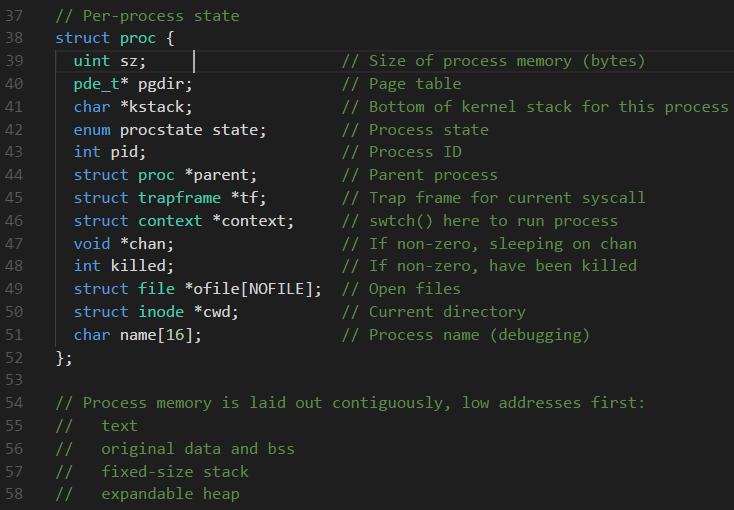 37 // Per-process state
38 struct proc {
39 uint sz; // Size of process memory (bytes)
40 pde_t* pgdir; // Page table
41 char *kstack; // Bottom of kernel stack for this process
42 enum procstate state; // Process state
43 int pid; // Process ID
44 struct proc *parent; // Parent process
45 struct trapframe *tf; // Trap frame for current syscall
46 struct context *context; // swtch() here to run process
47 void *chan; // If non-zero, sleeping on chan
48 int killed; // If non-zero, have been killed
49 struct file *ofile[NOFILE]; // Open files
50 struct inode *cwd; // Current directory
51 char name[16]; // Process name (debugging)
52 };
53
54 // Process memory is laid out contiguously, low addresses first:
55 // text
56 // original data and bss
57 // fixed-size stack
58 // expandable heap